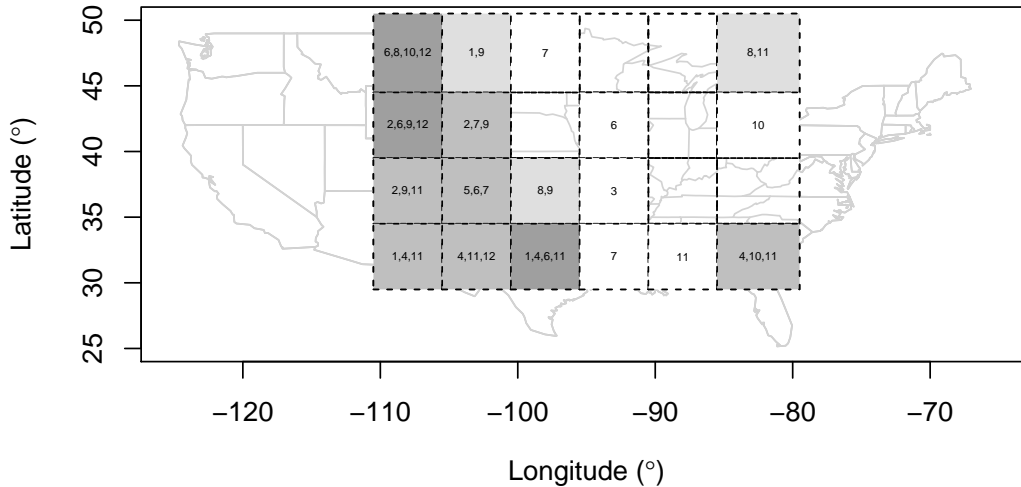 50
6,8,10,12 1,9 7 8,11
45
2,6,9,12 2,7,9 6 10
40
2,9,11 5,6,7 8,9 3
35
1,4,11 4,11,12 1,4,6,11 7 11 4,10,11
30
25
Latitude (°)
−120 −110 −100 −90 −80 −70
Longitude (°)